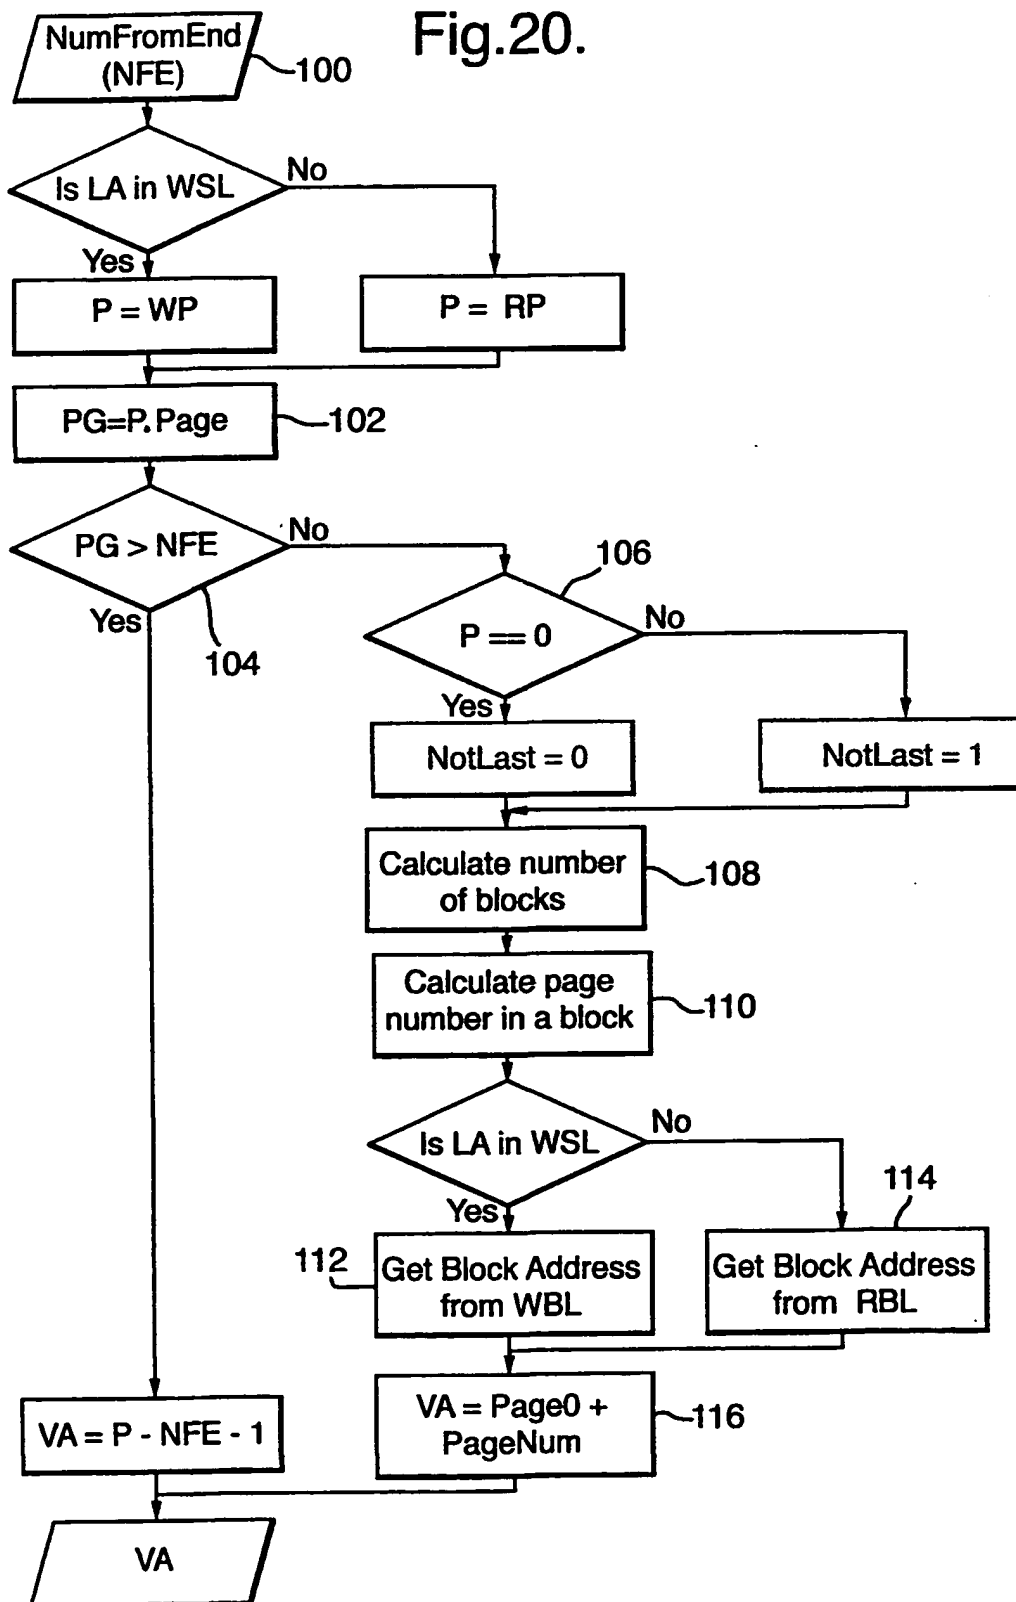 Fig.20.
NumFromEnd
(NFE)
100
Is LA in WSL
No
Yes
P = WP
P = RP
PG=P.Page
102
PG > NFE
No
Yes
104
106
P == 0
No
Yes
NotLast = 0
NotLast = 1
Calculate number
of blocks
108
Calculate page
number in a block
110
Is LA in WSL
No
Yes
114
112
Get Block Address
from WBL
Get Block Address
from RBL
VA = P - NFE - 1
VA = Page0 +
PageNum
116
VA